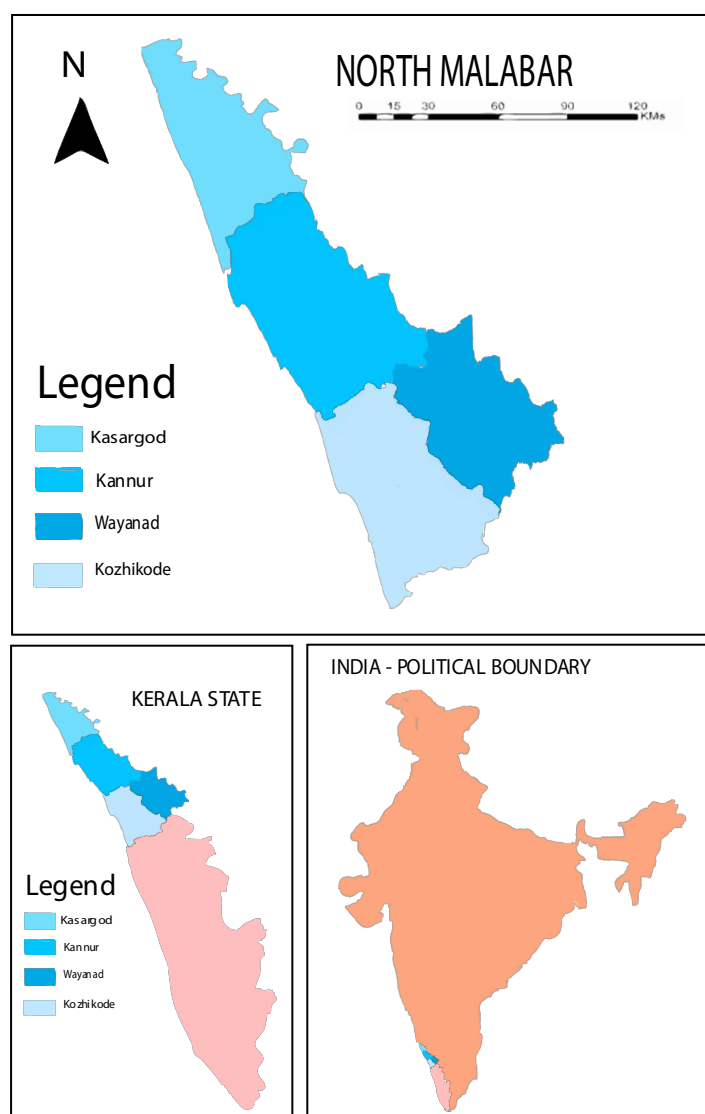 N
NORTH MALABAR
0 15 30 60 90 120
KMs
Legend
Kasargod
Kannur
Wayanad
Kozhikode
KERALA STATE
Legend
Kasargod
Kannur
Wayanad
Kozhikode
INDIA - POLITICAL BOUNDARY